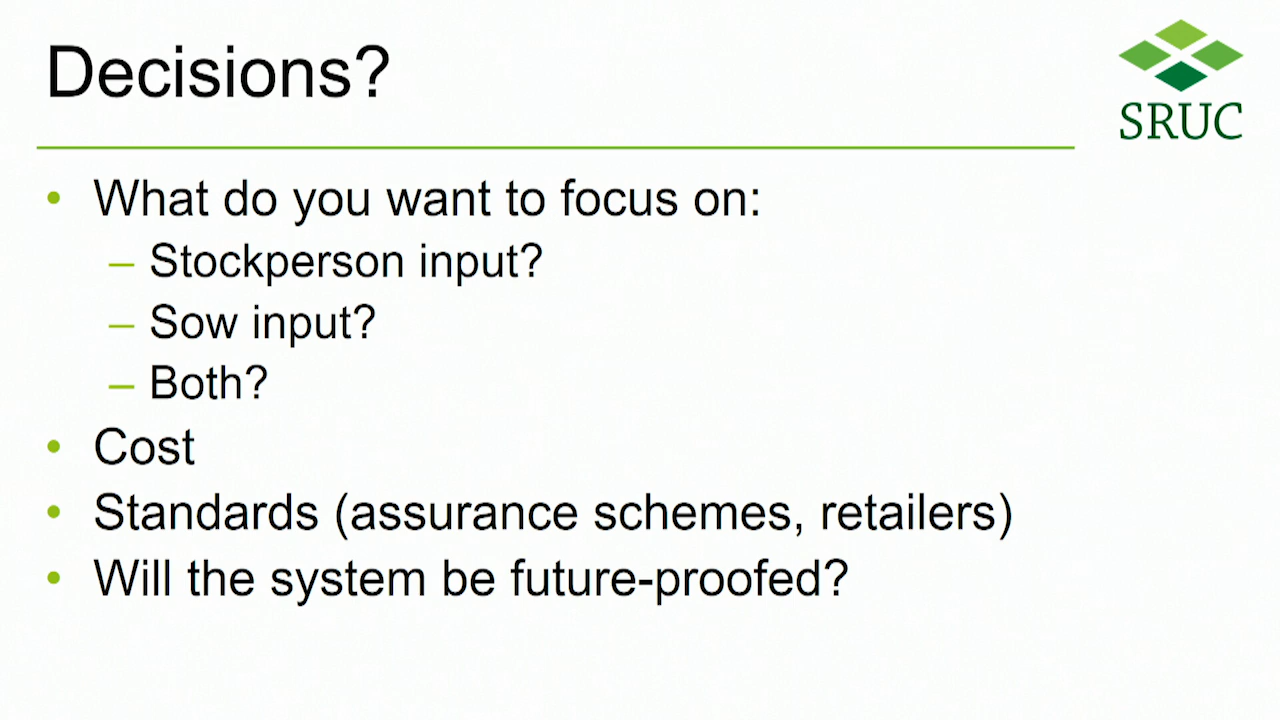 Decisions?
SRUC
• What do you want to focus on:
– Stockperson input?
– Sow input?
– Both?
• Cost
• Standards (assurance schemes, retailers)
• Will the system be future-proofed?